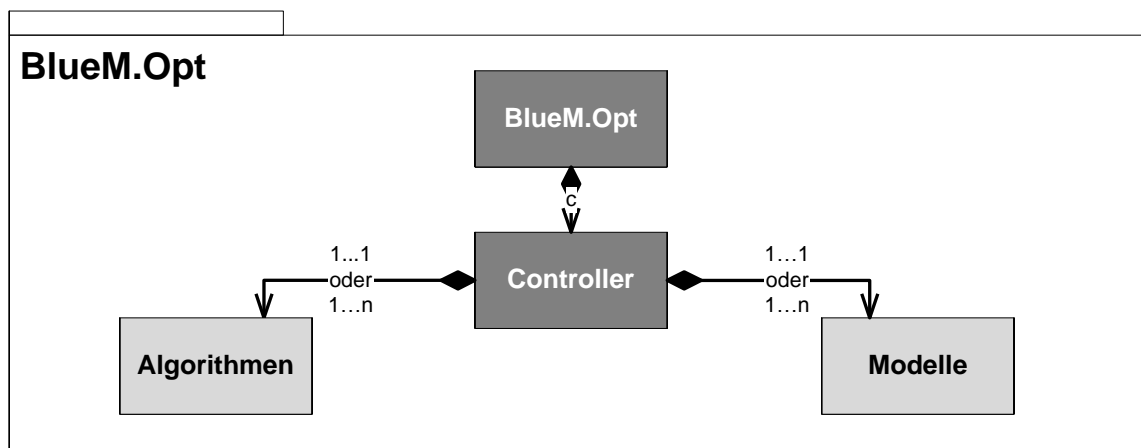 BlueM.Opt
BlueM.Opt
c
1...1
oder
1…n
Controller
1…1
oder
1…n
Algorithmen
Modelle